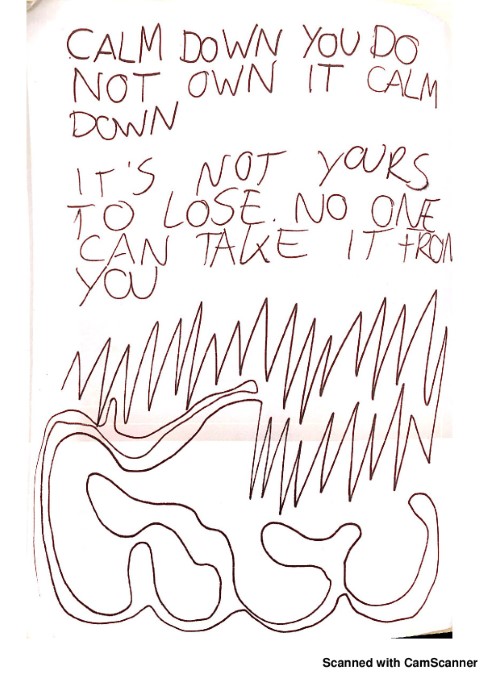 CALM DOWN YOU DO
NOT OWN IT CALM
DOWN
IT'S NOT YOURS
TO LOSE. NO ONE
CAN TAKE IT FROM
YOU
Scanned with CamScanner